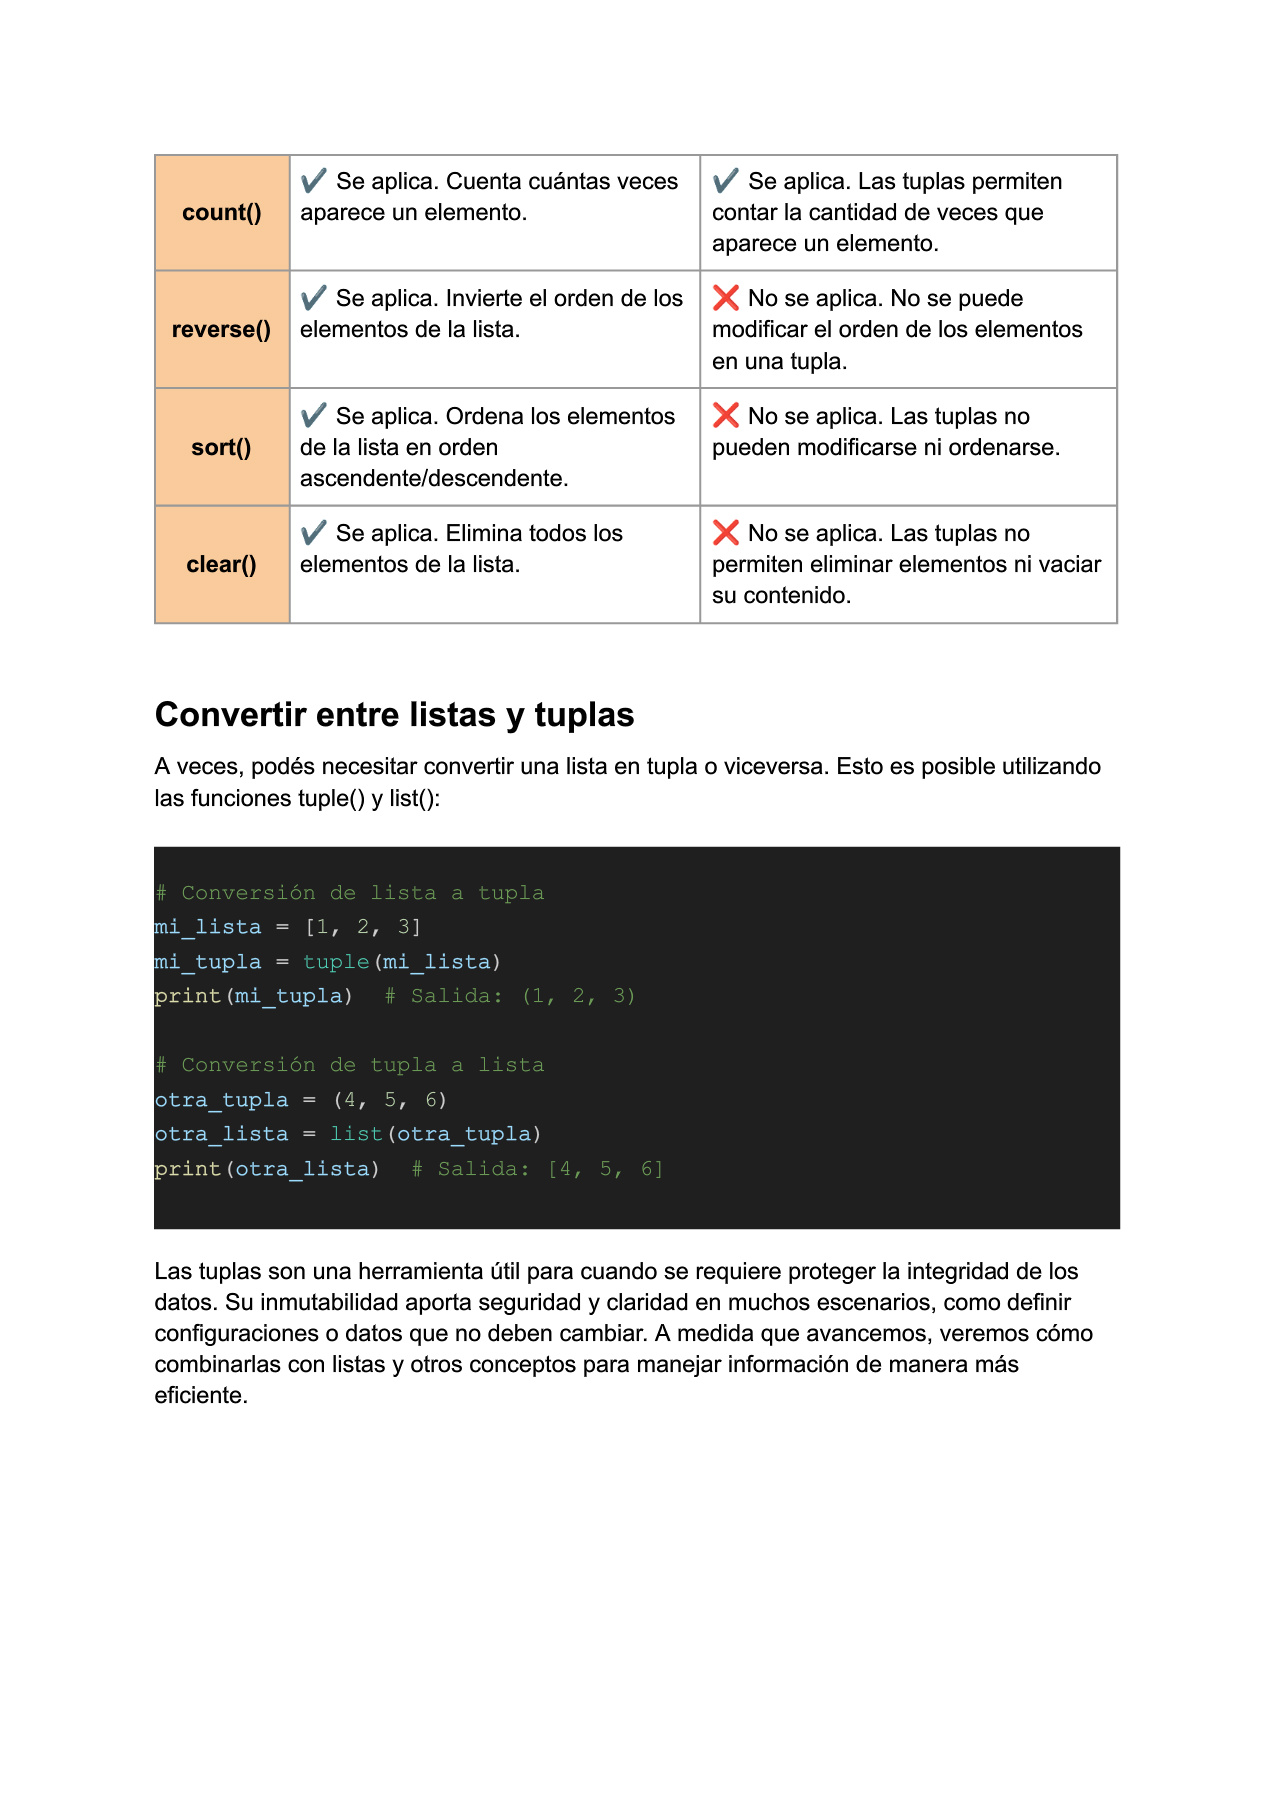 count()
✔ Se aplica. Cuenta cuántas veces
aparece un elemento.
✔ Se aplica. Las tuplas permiten
contar la cantidad de veces que
aparece un elemento.
reverse()
✔ Se aplica. Invierte el orden de los
elementos de la lista.
❌ No se aplica. No se puede
modificar el orden de los elementos
en una tupla.
sort()
✔ Se aplica. Ordena los elementos
de la lista en orden
ascendente/descendente.
❌ No se aplica. Las tuplas no
pueden modificarse ni ordenarse.
clear()
✔ Se aplica. Elimina todos los
elementos de la lista.
❌ No se aplica. Las tuplas no
permiten eliminar elementos ni vaciar
su contenido.
Convertir entre listas y tuplas
A veces, podés necesitar convertir una lista en tupla o viceversa. Esto es posible utilizando
las funciones tuple() y list():
# Conversión de lista a tupla
mi_lista = [1, 2, 3]
mi_tupla = tuple(mi_lista)
print(mi_tupla)  # Salida: (1, 2, 3)
# Conversión de tupla a lista
otra_tupla = (4, 5, 6)
otra_lista = list(otra_tupla)
print(otra_lista)  # Salida: [4, 5, 6]
Las tuplas son una herramienta útil para cuando se requiere proteger la integridad de los
datos. Su inmutabilidad aporta seguridad y claridad en muchos escenarios, como definir
configuraciones o datos que no deben cambiar. A medida que avancemos, veremos cómo
combinarlas con listas y otros conceptos para manejar información de manera más
eficiente.